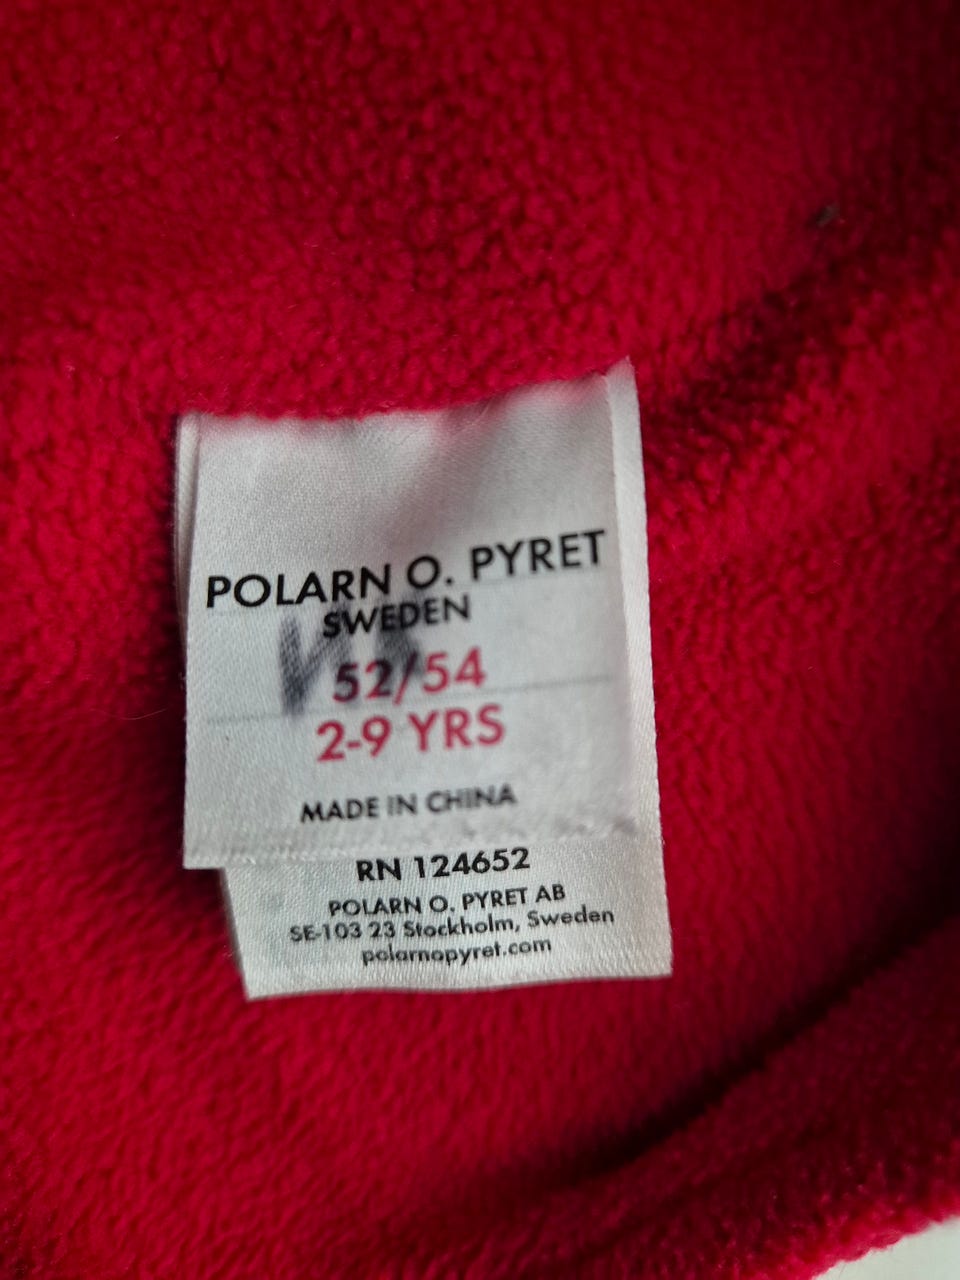 POLARN O. PYRET
SWEDEN
52/54
2-9 YRS
MADE IN CHINA
RN 124652
POLARN O. PYRET AB
SE-103 23 Stockholm, Sweden
polarnopyret.com